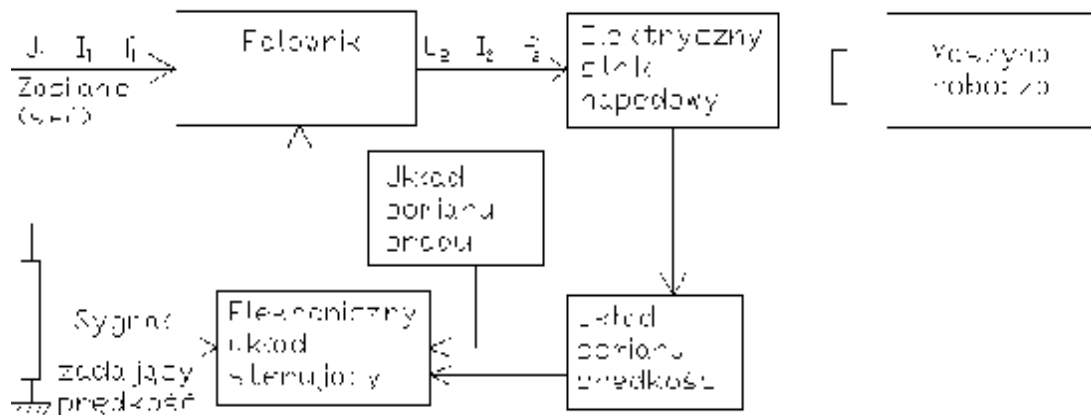 I₁ f₁
Falownik
U₂ I₂ f₂
Elektryczny
silnik
napędowy
Maszyna
robocza
Zasilanie
(sieć)
Układ
pomiaru
prądu
Sygnał
zadający
prędkość
Elektroniczny
układ
sterujący
Układ
pomiaru
prędkości